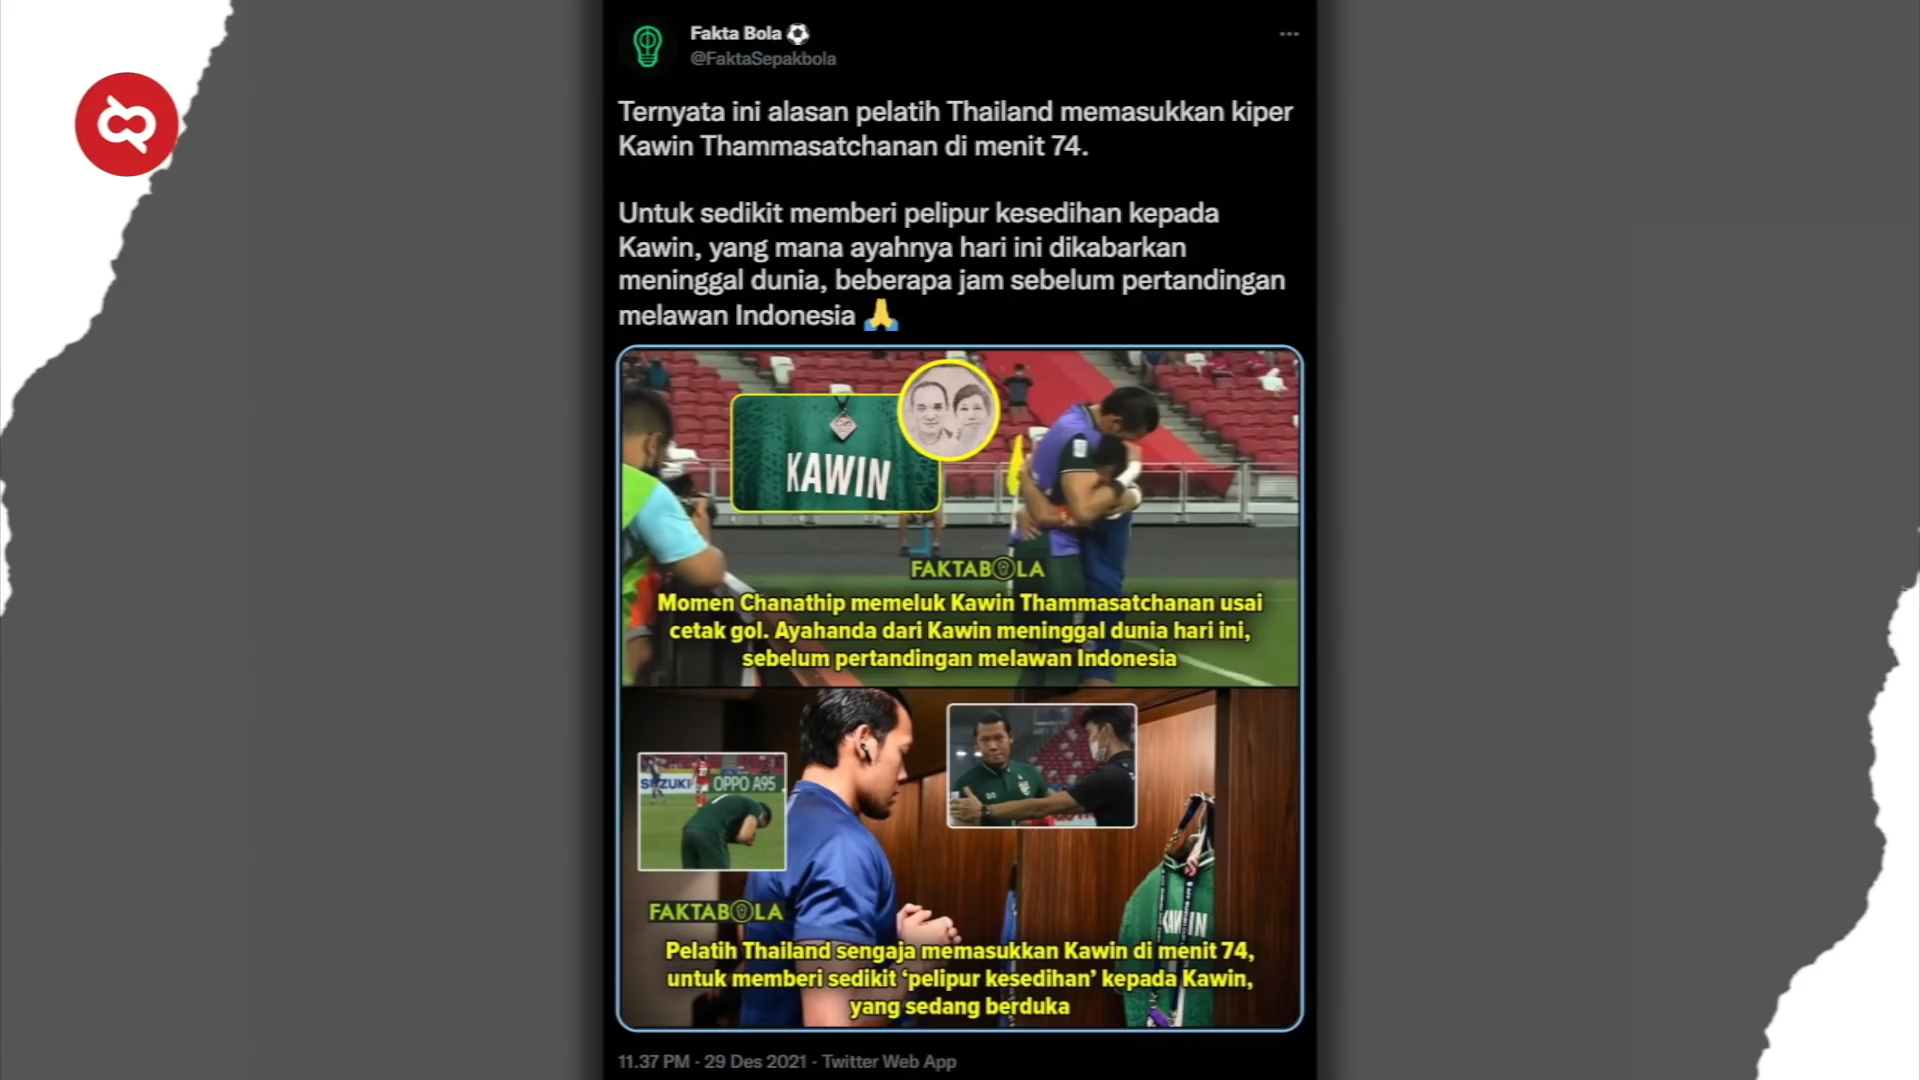 Fakta Bola ⚽
@FaktaSepakbola
Ternyata ini alasan pelatih Thailand memasukkan kiper
Kawin Thammasatchanan di menit 74.
Untuk sedikit memberi pelipur kesedihan kepada
Kawin, yang mana ayahnya hari ini dikabarkan
meninggal dunia, beberapa jam sebelum pertandingan
melawan Indonesia 🙏
KAWIN
FAKTABOLA
Momen Chanathip memeluk Kawin Thammasatchanan usai
cetak gol. Ayahanda dari Kawin meninggal dunia hari ini,
sebelum pertandingan melawan Indonesia
SUZUKI OPPO A95
KAWIN
FAKTABOLA
Pelatih Thailand sengaja memasukkan Kawin di menit 74,
untuk memberi sedikit ‘pelipur kesedihan’ kepada Kawin,
yang sedang berduka
11.37 PM · 29 Des 2021 · Twitter Web App